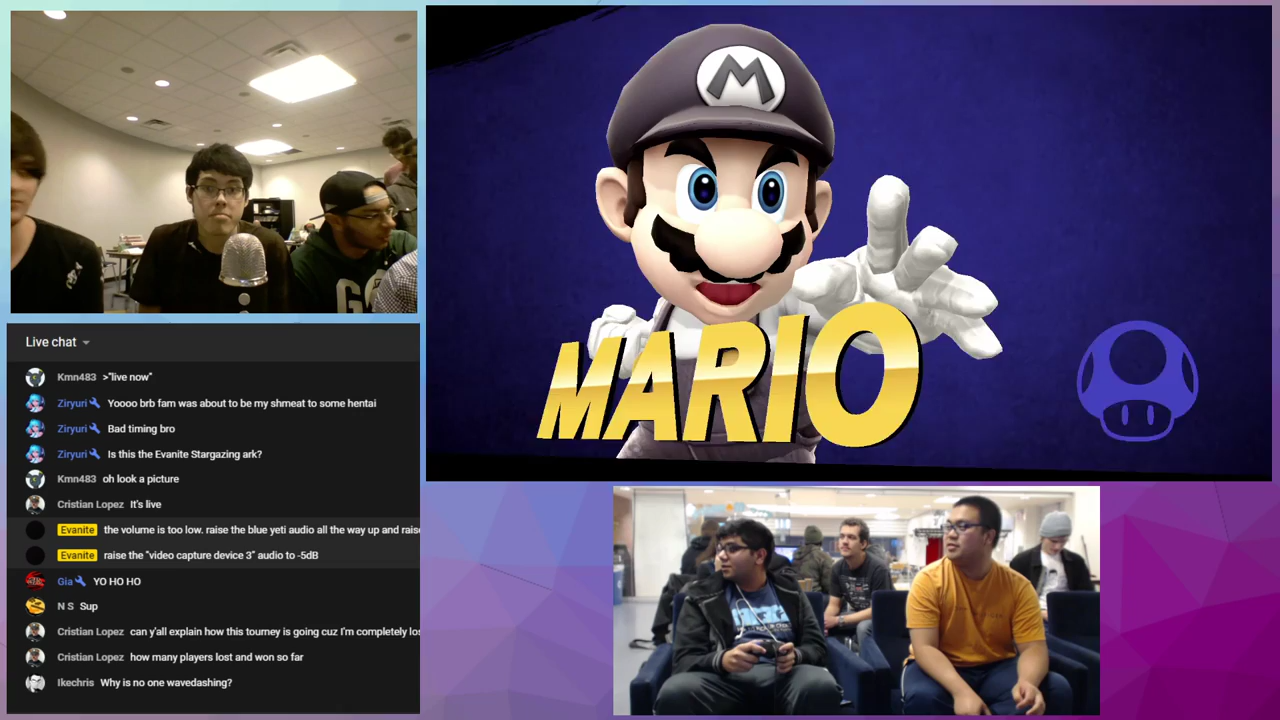 M
MARIO
GO
Live chat
Kmn483 >"live now"
Ziryuri Yoooo brb fam was about to be my shmeat to some hentai
Ziryuri Bad timing bro
Ziryuri Is this the Evanite Stargazing ark?
Kmn483 oh look a picture
Cristian Lopez It's live
Evanite the volume is too low. raise the blue yeti audio all the way up and raise
Evanite raise the "video capture device 3" audio to -5dB
Gia YO HO HO
N S Sup
Cristian Lopez can y'all explain how this tourney is going cuz I'm completely los
Cristian Lopez how many players lost and won so far
Ikechris Why is no one wavedashing?